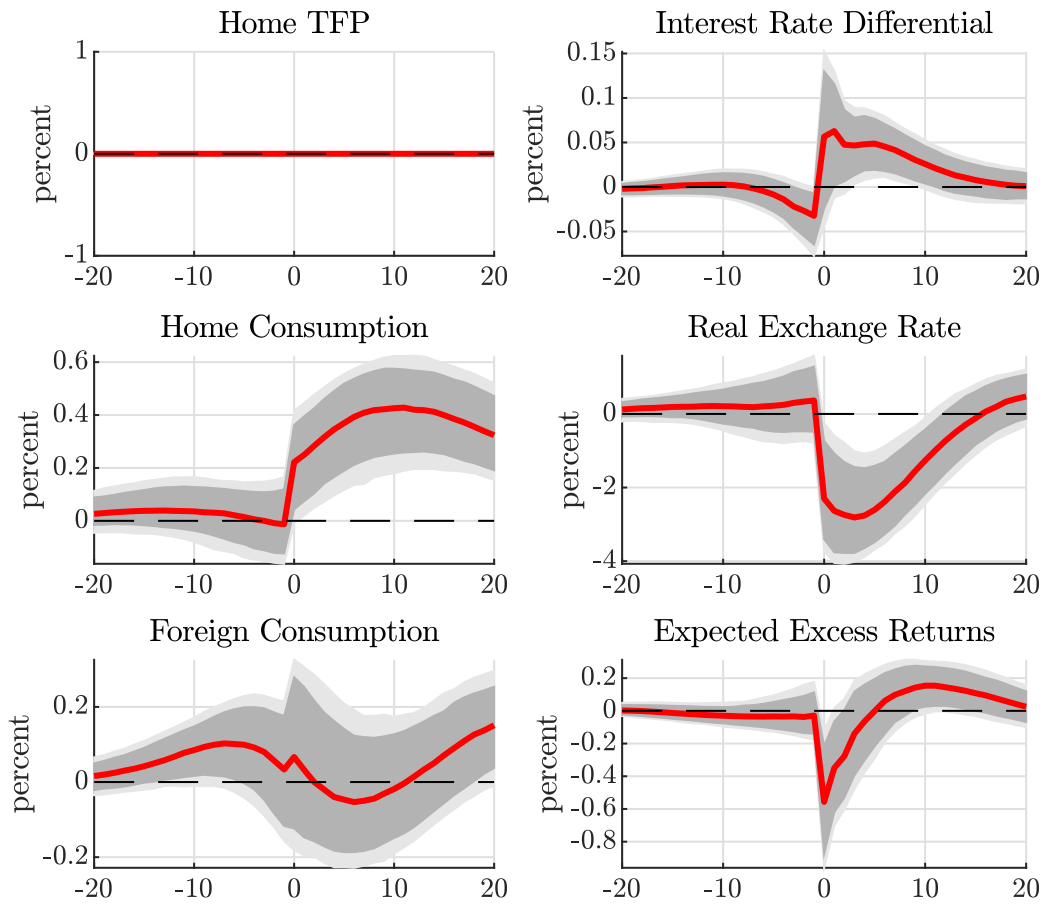 Home TFP
percent
1
0
-1
-20 -10 0 10 20
Interest Rate Differential
percent
0.15
0.1
0.05
0
-0.05
-20 -10 0 10 20
Home Consumption
percent
0.6
0.4
0.2
0
-20 -10 0 10 20
Real Exchange Rate
percent
0
-2
-4
-20 -10 0 10 20
Foreign Consumption
percent
0.2
0
-0.2
-20 -10 0 10 20
Expected Excess Returns
percent
0.2
0
-0.2
-0.4
-0.6
-0.8
-20 -10 0 10 20